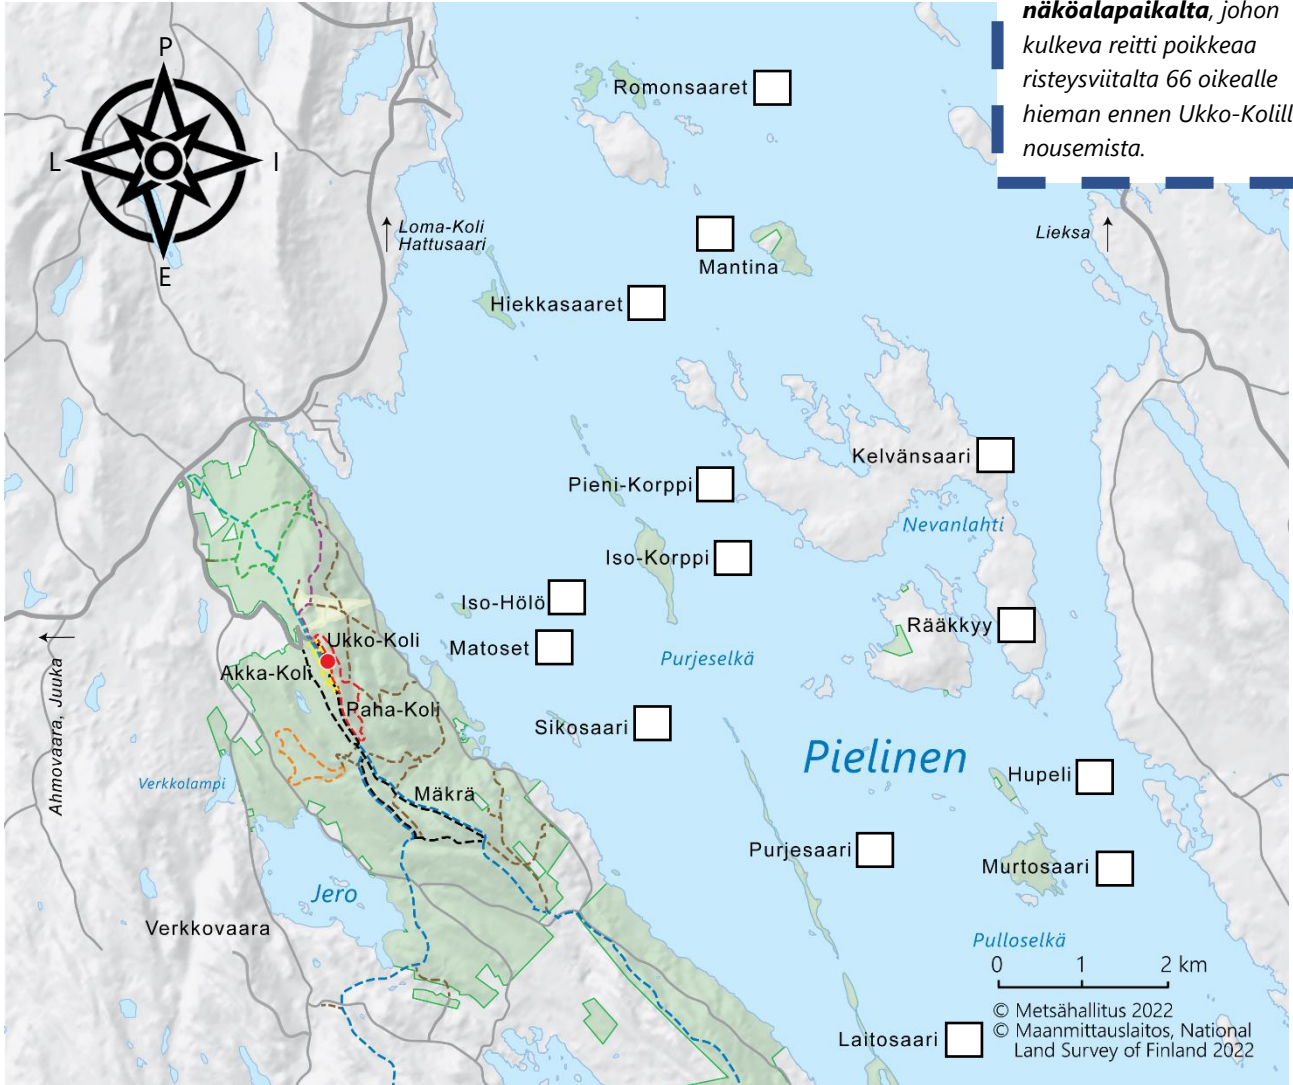 näköalapaikalta, johon
kulkeva reitti poikkeaa
risteysviitalta 66 oikealle
hieman ennen Ukko-Kolill
nousemista.
P
L
I
E
Romonsaaret
Loma-Koli
Hattusaari
Lieksa
Mantina
Hiekkasaaret
Kelvänsaari
Pieni-Korppi
Nevanlahti
Iso-Korppi
Iso-Hölö
Rääkkyy
Ukko-Koli
Matoset
Purjeselkä
Akka-Koli
Ahmovaara, Juuka
Paha-Koli
Sikosaari
Pielinen
Verkkolampi
Hupeli
Mäkrä
Purjesaari
Murtosaari
Jero
Verkkovaara
Pulloselkä
0 1 2 km
© Metsähallitus 2022
© Maanmittauslaitos, National
Land Survey of Finland 2022
Laitosaari